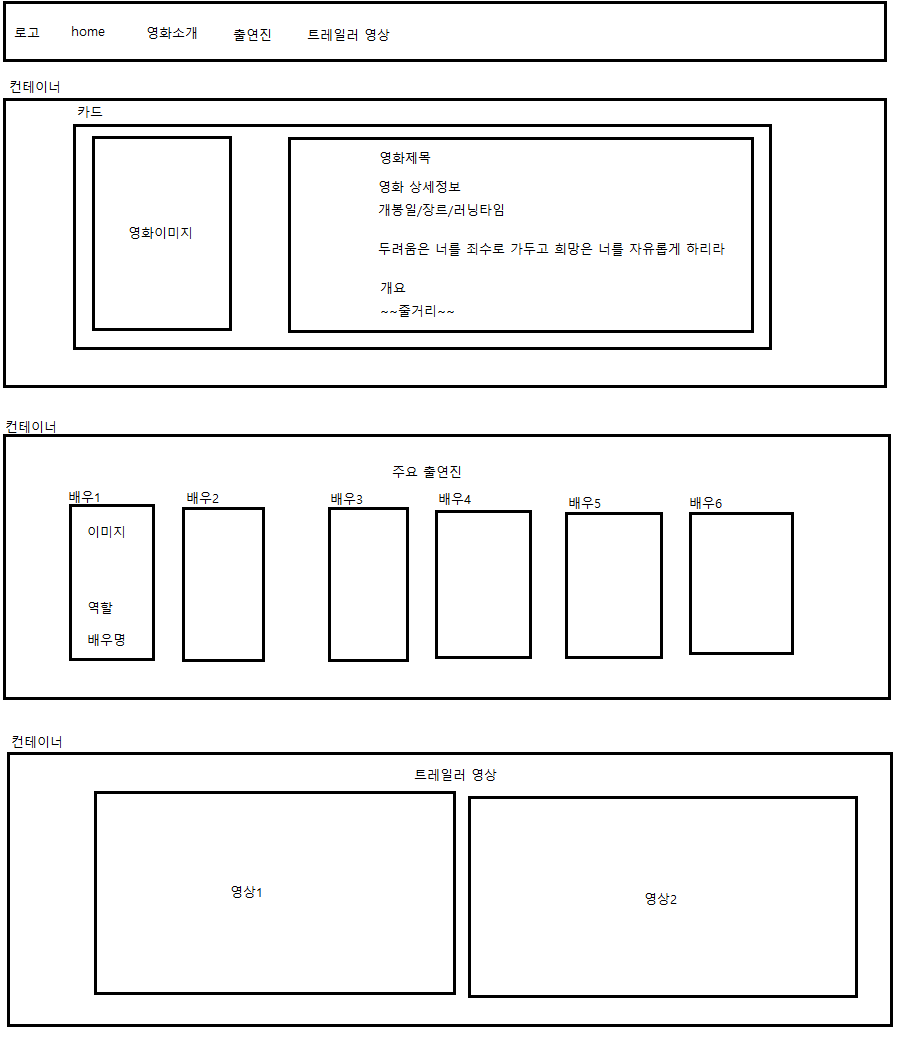 로고 home 영화소개 출연진 트레일러 영상
컨테이너
카드
영화이미지
영화제목
영화 상세정보
개봉일/장르/러닝타임
두려움은 너를 죄수로 가두고 희망은 너를 자유롭게 하리라
개요
~~줄거리~~
컨테이너
주요 출연진
배우1 배우2 배우3 배우4 배우5 배우6
이미지
역할
배우명
컨테이너
트레일러 영상
영상1 영상2